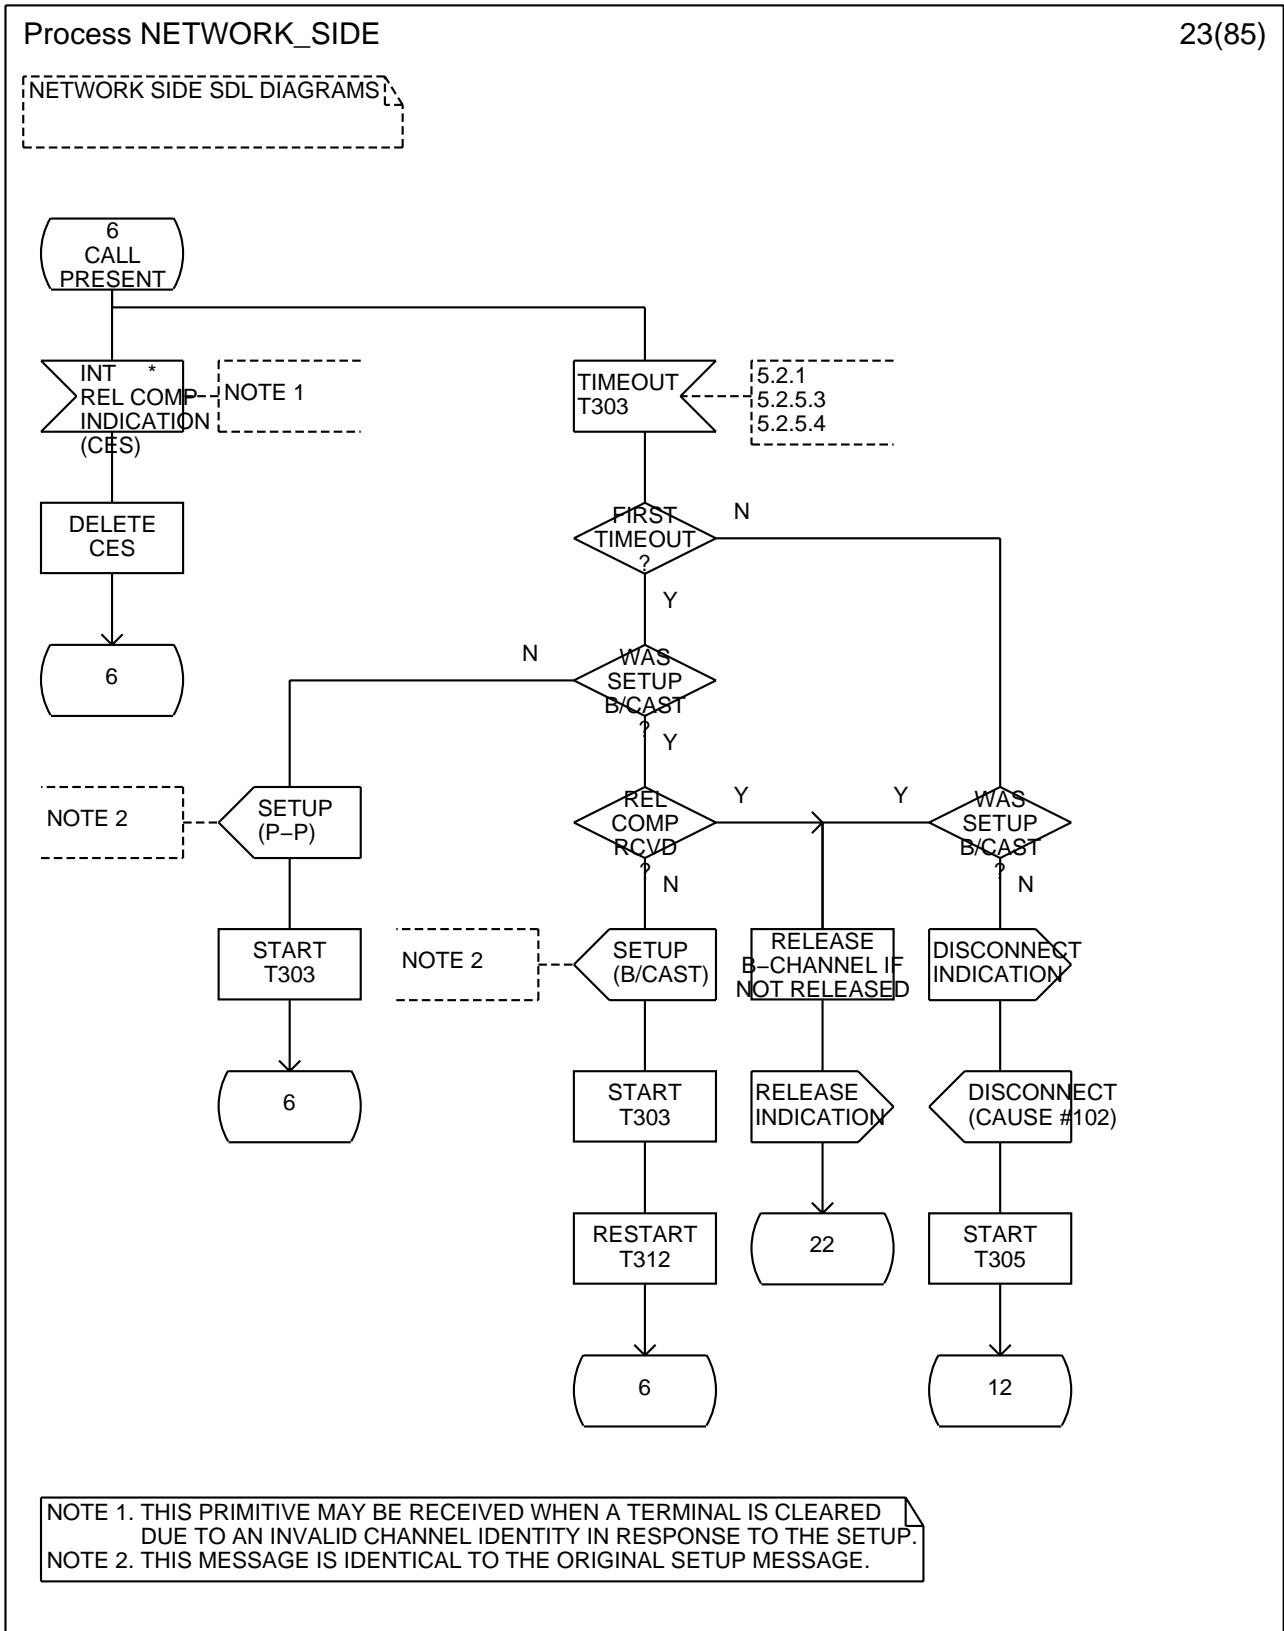 Process NETWORK_SIDE
23(85)
NETWORK SIDE SDL DIAGRAMS
6
CALL
PRESENT
INT *
REL COMP
INDICATION
(CES)
NOTE 1
TIMEOUT
T303
5.2.1
5.2.5.3
5.2.5.4
DELETE
CES
FIRST
TIMEOUT
?
N
Y
6
N
WAS
SETUP
B/CAST
?
Y
NOTE 2
SETUP
(P−P)
REL
COMP
RCVD
?
Y
N
Y
WAS
SETUP
B/CAST
?
N
START
T303
NOTE 2
SETUP
(B/CAST)
RELEASE
B−CHANNEL IF
NOT RELEASED
DISCONNECT
INDICATION
6
START
T303
RELEASE
INDICATION
DISCONNECT
(CAUSE #102)
RESTART
T312
22
START
T305
6
12
NOTE 1. THIS PRIMITIVE MAY BE RECEIVED WHEN A TERMINAL IS CLEARED
DUE TO AN INVALID CHANNEL IDENTITY IN RESPONSE TO THE SETUP.
NOTE 2. THIS MESSAGE IS IDENTICAL TO THE ORIGINAL SETUP MESSAGE.